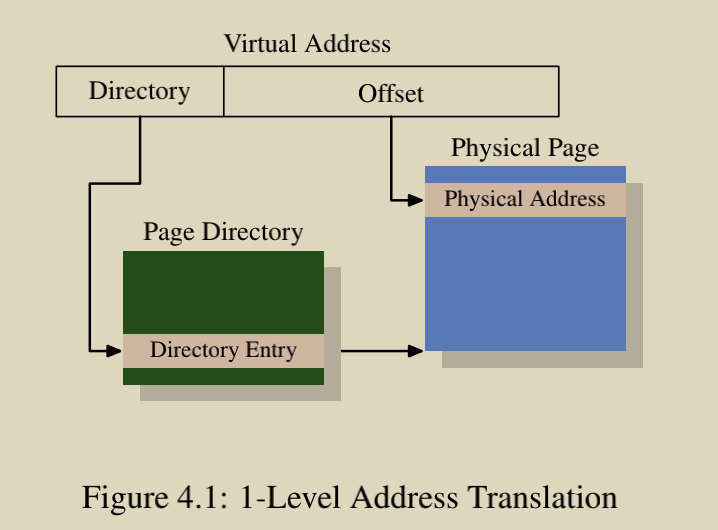 Virtual Address
Directory
Offset
Physical Page
Physical Address
Page Directory
Directory Entry
Figure 4.1: 1-Level Address Translation